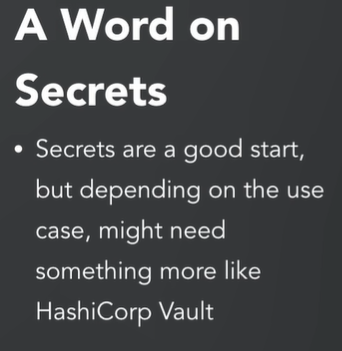 A Word on
Secrets
• Secrets are a good start,
but depending on the use
case, might need
something more like
HashiCorp Vault